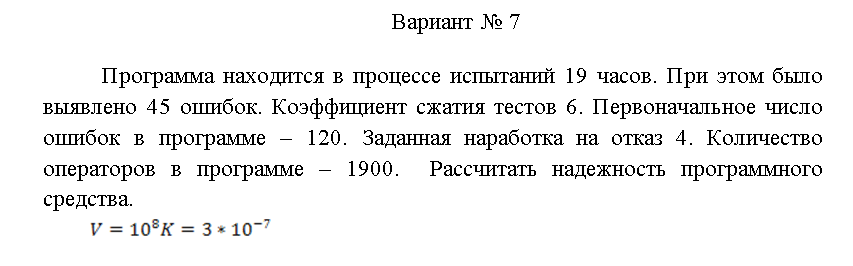 Вариант № 7
Программа находится в процессе испытаний 19 часов. При этом было
выявлено 45 ошибок. Коэффициент сжатия тестов 6. Первоначальное число
ошибок в программе – 120. Заданная наработка на отказ 4. Количество
операторов в программе – 1900. Рассчитать надежность программного
средства.
V = 10⁸K = 3 * 10⁻⁷